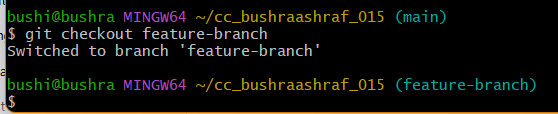 bushi@bushra MINGW64 ~/cc_bushraashraf_015 (main)
$ git checkout feature-branch
Switched to branch 'feature-branch'
bushi@bushra MINGW64 ~/cc_bushraashraf_015 (feature-branch)
$